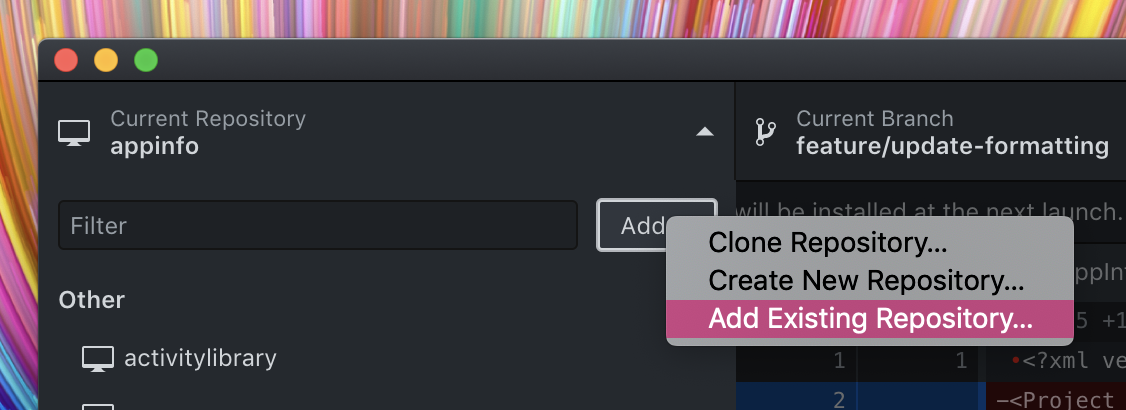 Current Repository
appinfo
Current Branch
feature/update-formatting
Filter
Add
will be installed at the next launch.
Clone Repository...
Create New Repository...
Add Existing Repository...
Other
5 +1
activitylibrary
1 1 <?xml ve
2 −<Project